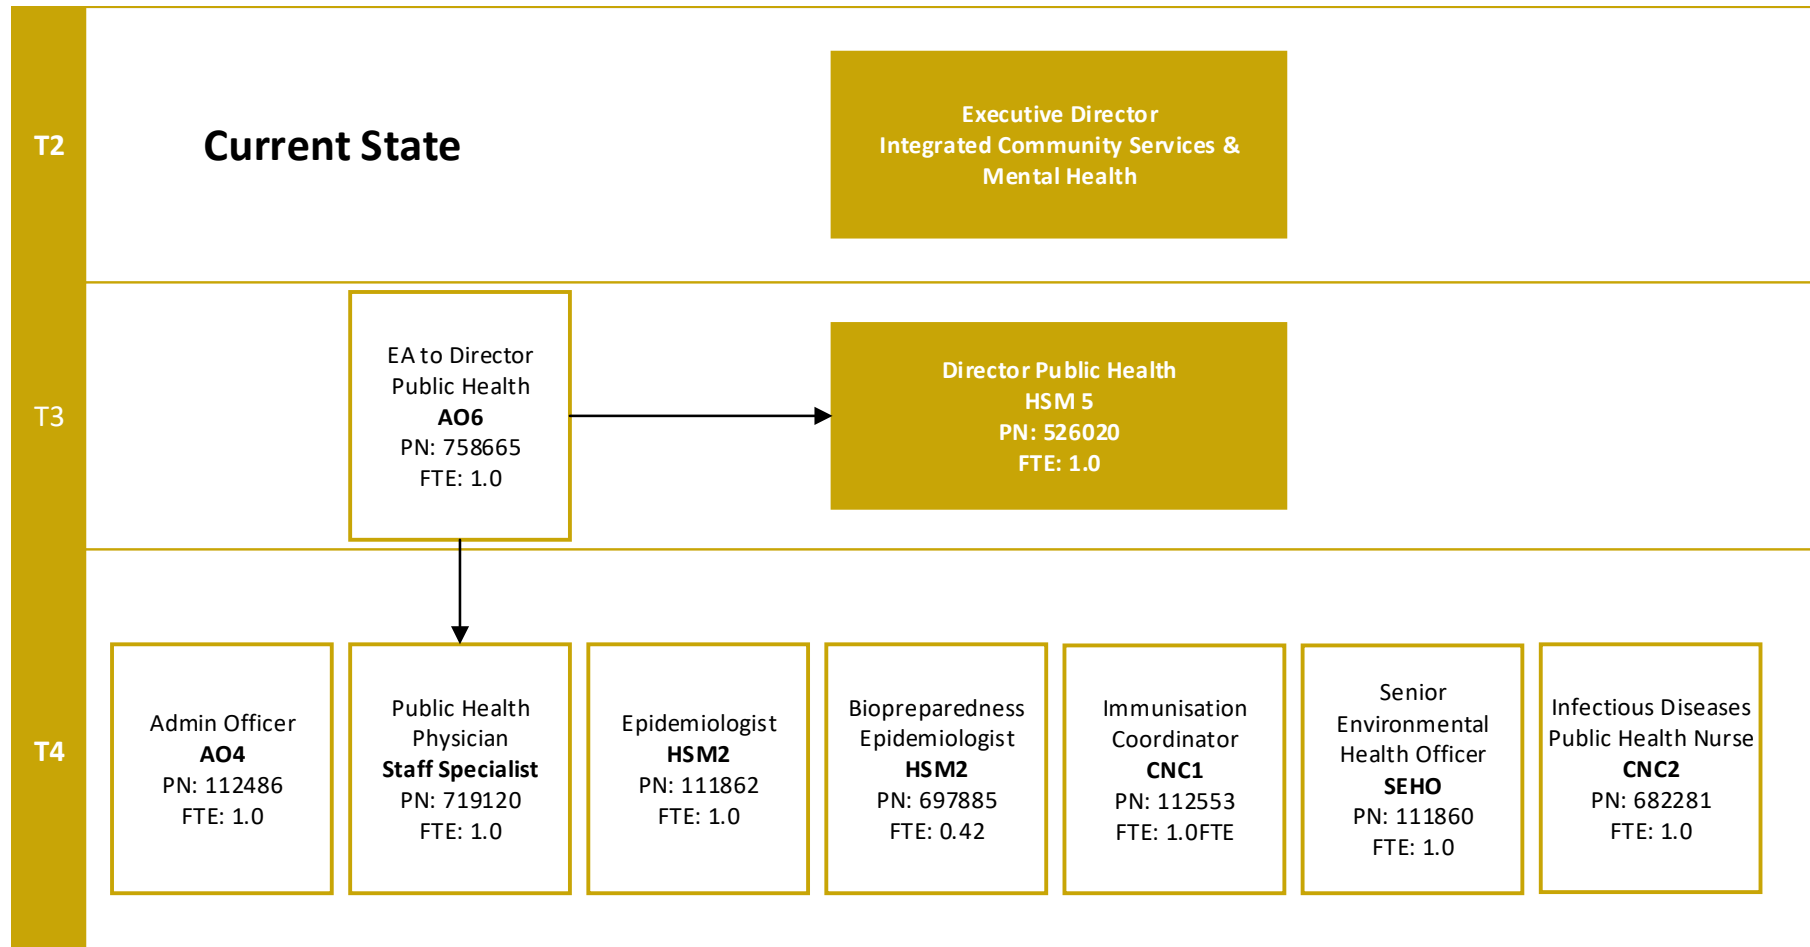 T2
Current State
Executive Director
Integrated Community Services &
Mental Health
T3
EA to Director
Public Health
AO6
PN: 758665
FTE: 1.0
Director Public Health
HSM 5
PN: 526020
FTE: 1.0
T4
Admin Officer
AO4
PN: 112486
FTE: 1.0
Public Health
Physician
Staff Specialist
PN: 719120
FTE: 1.0
Epidemiologist
HSM2
PN: 111862
FTE: 1.0
Biopreparedness
Epidemiologist
HSM2
PN: 697885
FTE: 0.42
Immunisation
Coordinator
CNC1
PN: 112553
FTE: 1.0FTE
Senior
Environmental
Health Officer
SEHO
PN: 111860
FTE: 1.0
Infectious Diseases
Public Health Nurse
CNC2
PN: 682281
FTE: 1.0